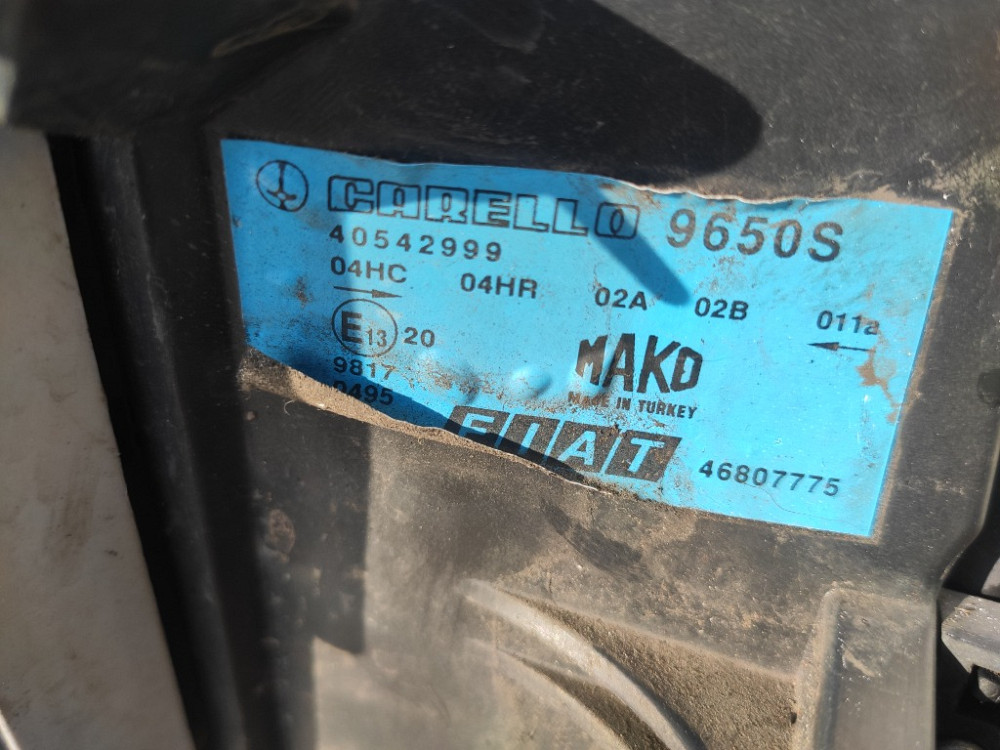 CARELLO 9650S
40542999
04HC 04HR 02A 02B 011a
E13 20
MAKO
9817
MADE IN TURKEY
0495
FIAT 46807775